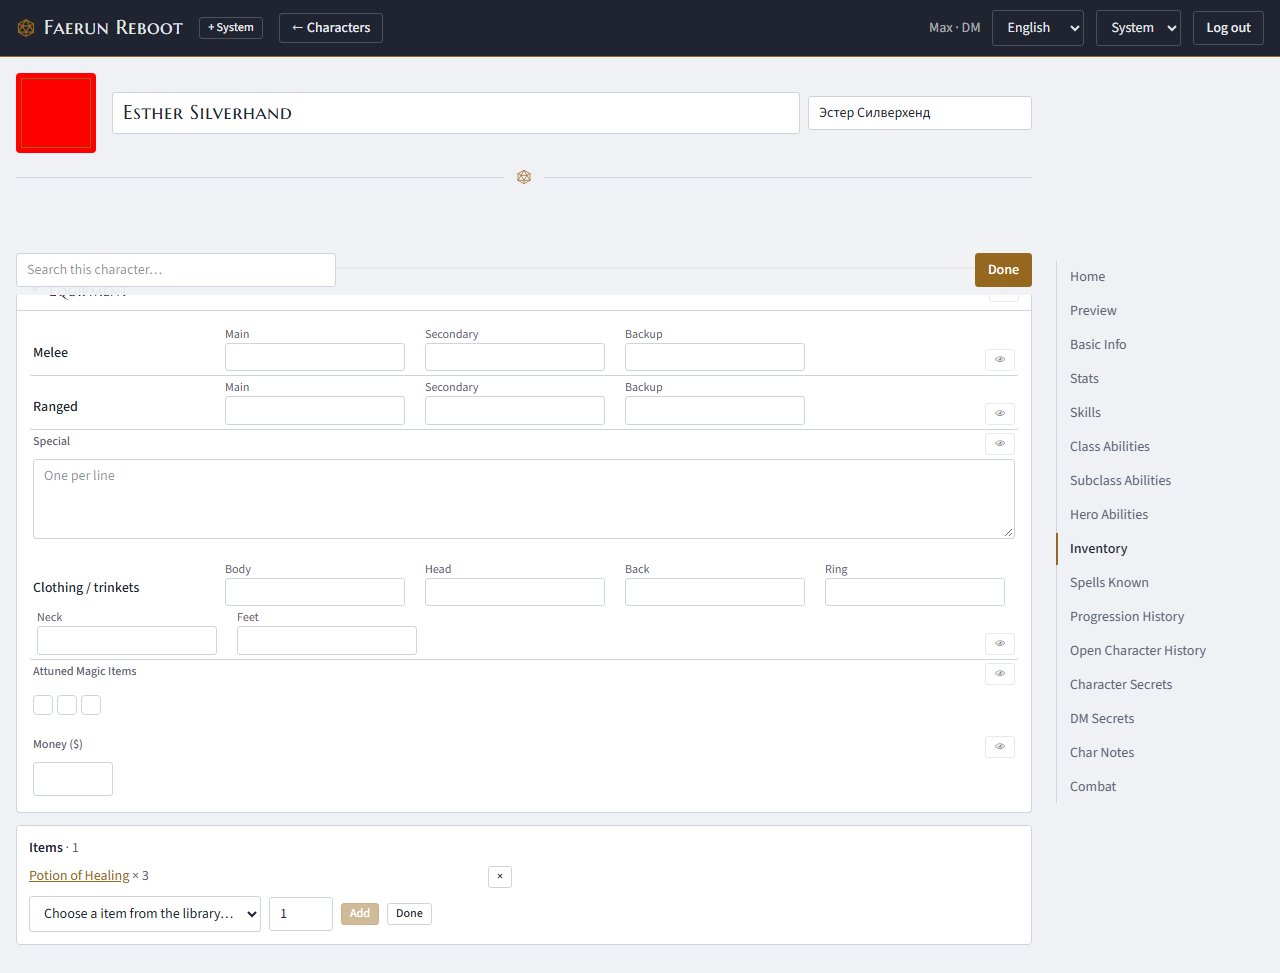 Faerun Reboot
+ System
← Characters
Max · DM
English
System
Log out
Esther Silverhand
Эстер Силверхенд
Search this character…
Done
Equipment
Main
Secondary
Backup
Melee
Main
Secondary
Backup
Ranged
Special
One per line
Body
Head
Back
Ring
Clothing / trinkets
Neck
Feet
Attuned Magic Items
Money ($)
Items · 1
Potion of Healing × 3
×
Choose a item from the library…
1
Add
Done
Home
Preview
Basic Info
Stats
Skills
Class Abilities
Subclass Abilities
Hero Abilities
Inventory
Spells Known
Progression History
Open Character History
Character Secrets
DM Secrets
Char Notes
Combat